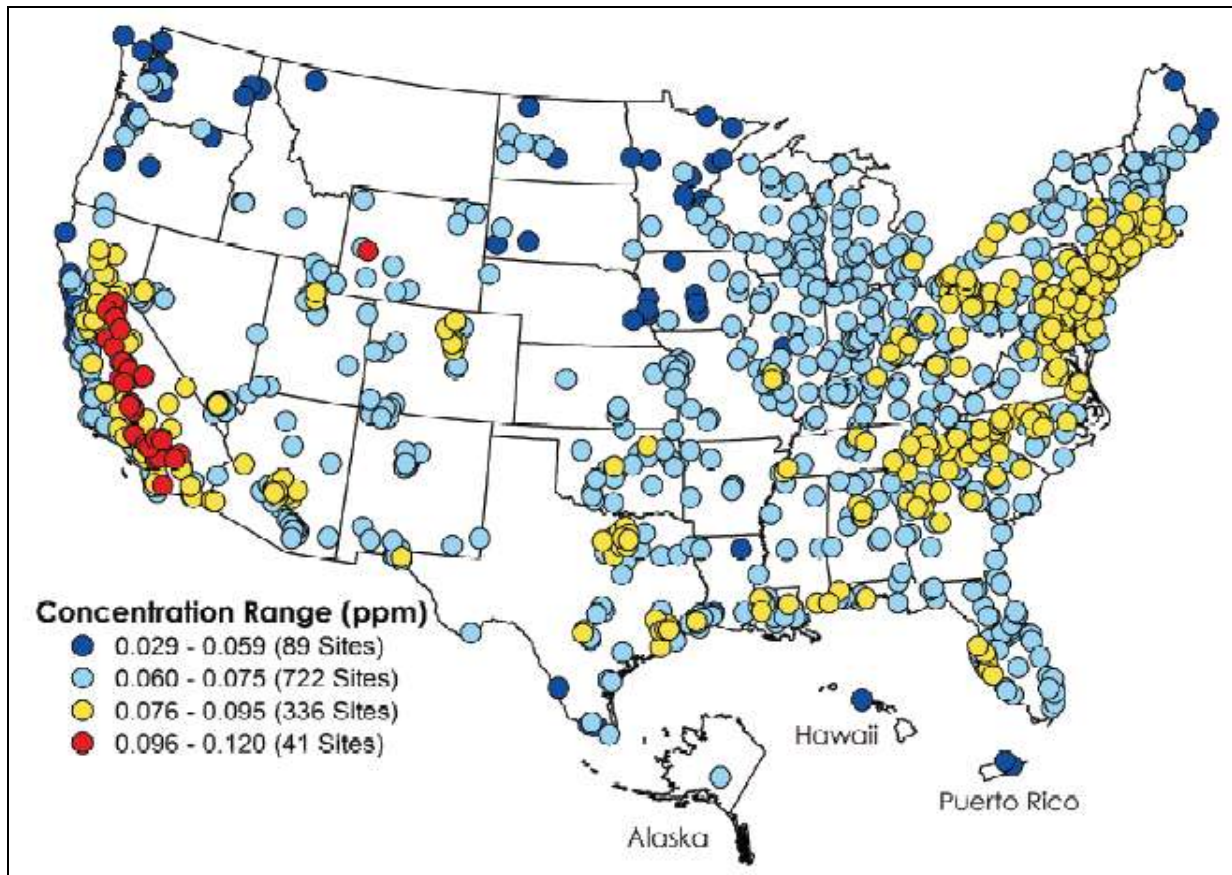 Concentration Range (ppm)
0.029 - 0.059 (89 Sites)
0.060 - 0.075 (722 Sites)
0.076 - 0.095 (336 Sites)
0.096 - 0.120 (41 Sites)
Hawaii
Puerto Rico
Alaska